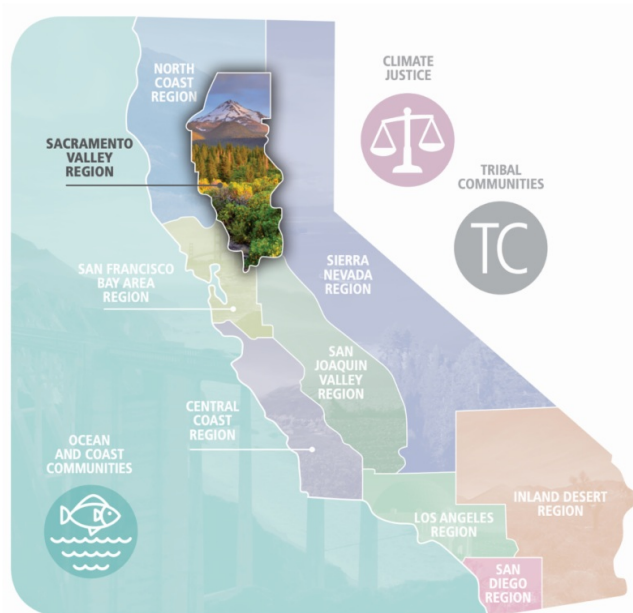 NORTH
COAST
REGION
CLIMATE
JUSTICE
SACRAMENTO
VALLEY
REGION
TRIBAL
COMMUNITIES
TC
SAN FRANCISCO
BAY AREA
REGION
SIERRA
NEVADA
REGION
SAN
JOAQUIN
VALLEY
REGION
CENTRAL
COAST
REGION
OCEAN
AND COAST
COMMUNITIES
INLAND DESERT
REGION
LOS ANGELES
REGION
SAN
DIEGO
REGION